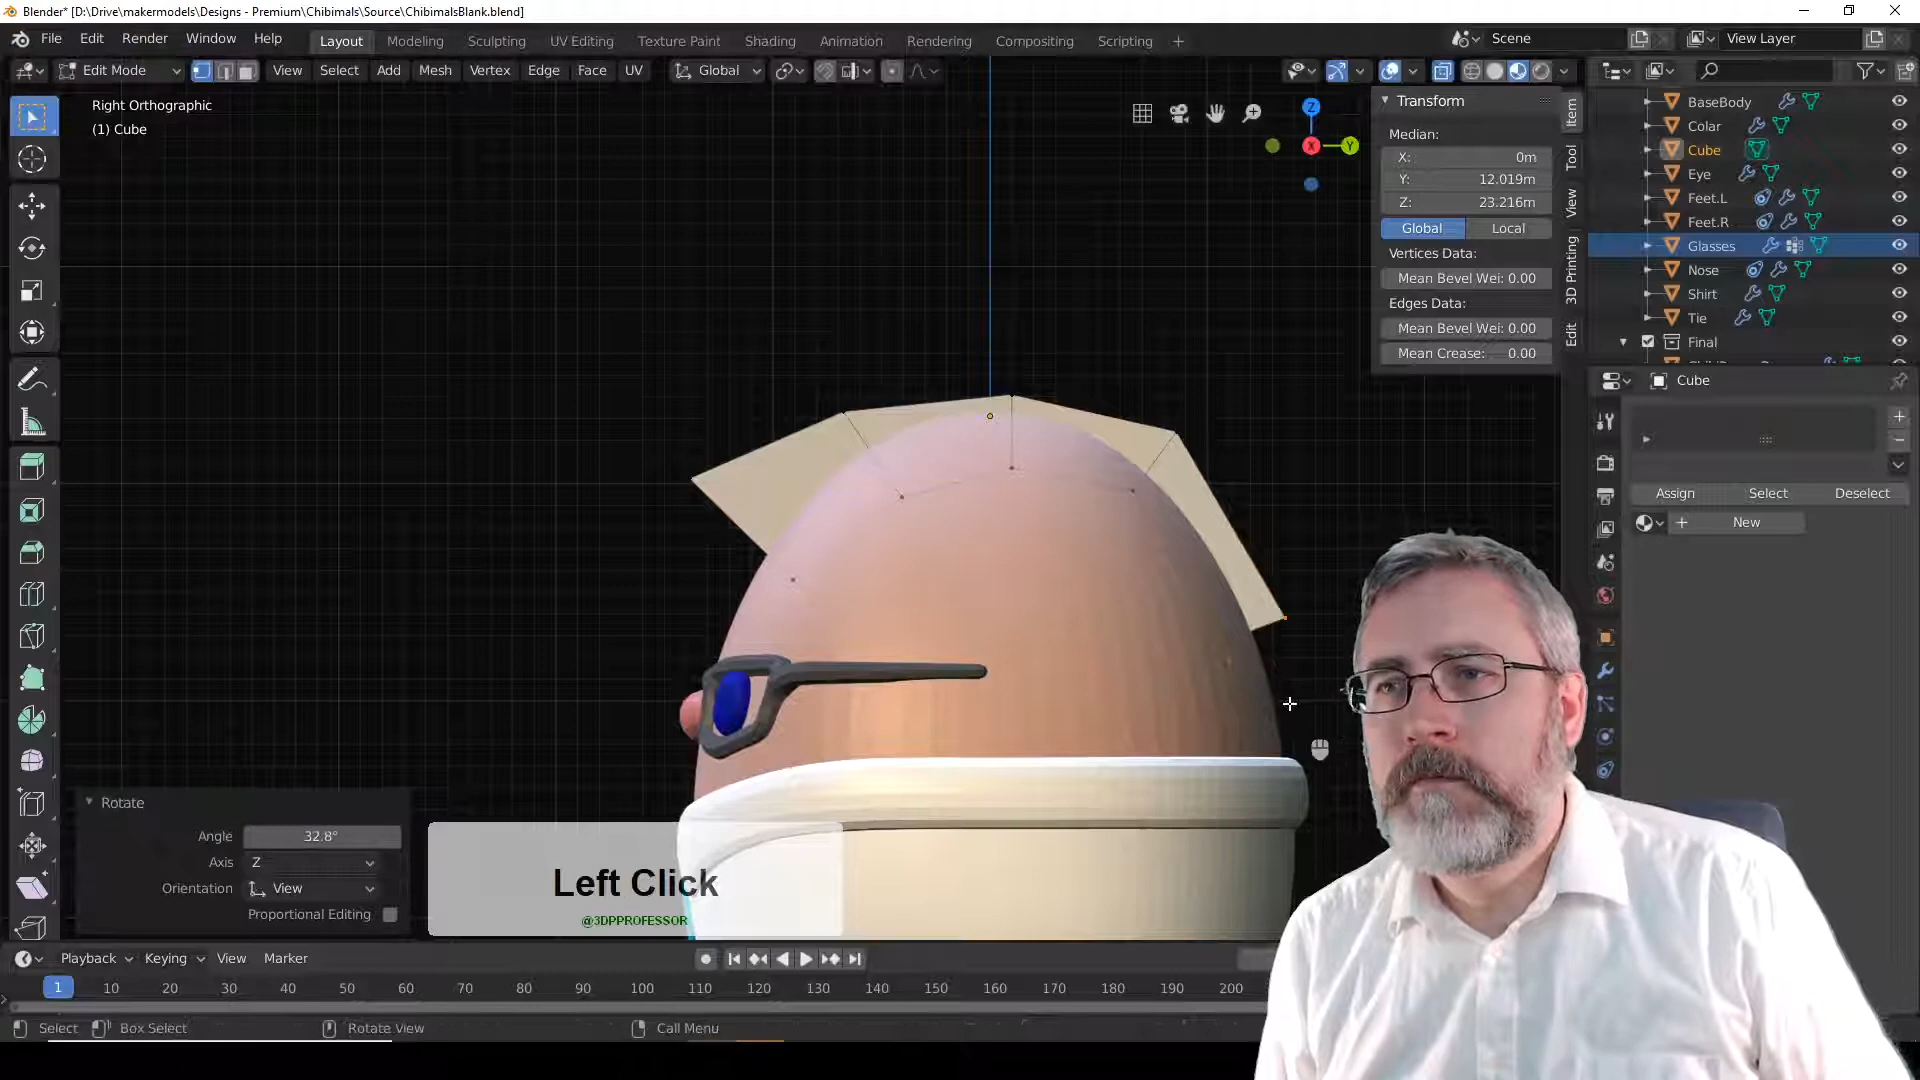 Blender* [D:\Drive\makermodels\Designs - Premium\Chibimals\Source\ChibimalsBlank.blend]
File Edit Render Window Help
Layout Modeling Sculpting UV Editing Texture Paint Shading Animation Rendering Compositing Scripting +
Scene
View Layer
Edit Mode View Select Add Mesh Vertex Edge Face UV Global
Right Orthographic
(1) Cube
Z
X
Y
Transform
Median:
X: 0m
Y: 12.019m
Z: 23.216m
Global Local
Vertices Data:
Mean Bevel Wei: 0.00
Edges Data:
Mean Bevel Wei: 0.00
Mean Crease: 0.00
Item
Tool
View
3D Printing
Edit
BaseBody
Colar
Cube
Eye
Feet.L
Feet.R
Glasses
Nose
Shirt
Tie
Final
Cube
Assign Select Deselect
+ New
Rotate
Angle 32.8°
Axis Z
Orientation View
Proportional Editing
Left Click
@3DPPROFESSOR
Playback Keying View Marker
1 10 20 30 40 50 60 70 80 90 100 110 120 130 140 150 160 170 180 190 200
Select Box Select Rotate View Call Menu